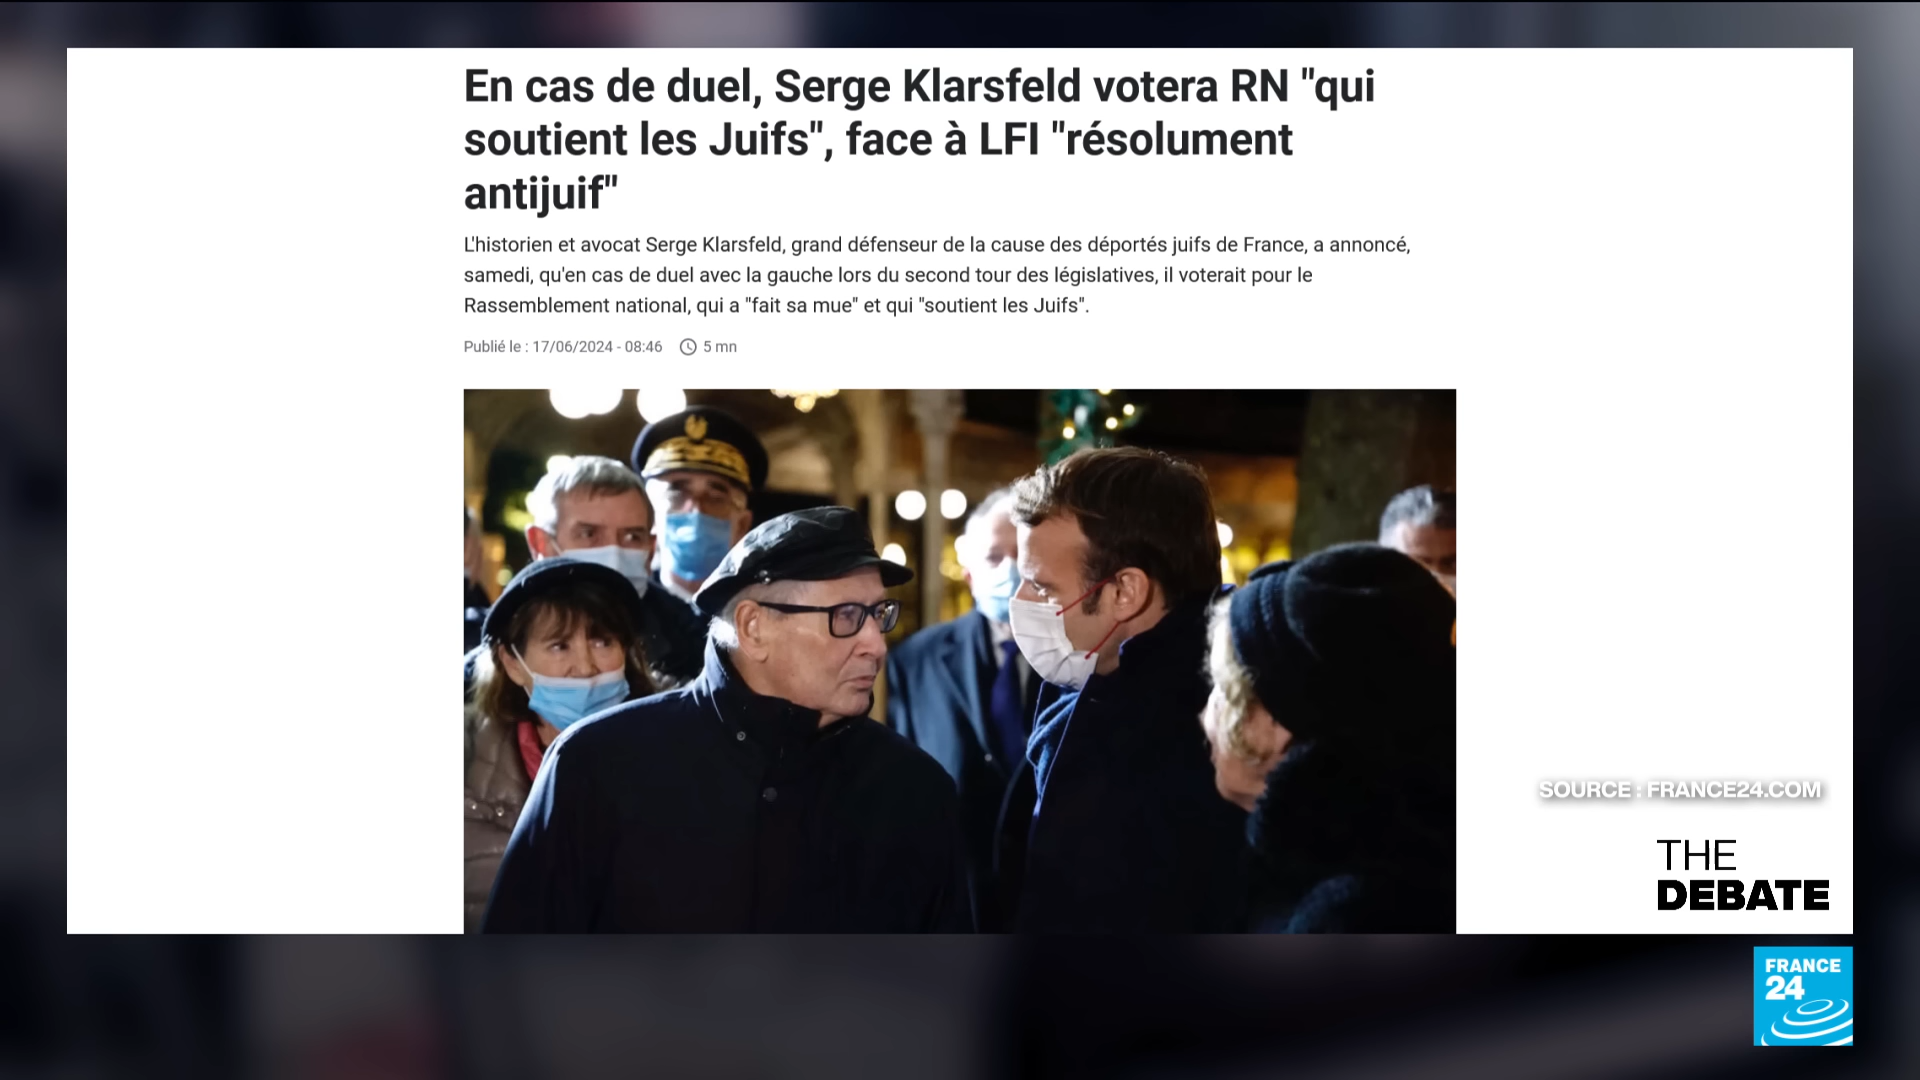 En cas de duel, Serge Klarsfeld votera RN "qui
soutient les Juifs", face à LFI "résolument
antijuif"
L'historien et avocat Serge Klarsfeld, grand défenseur de la cause des déportés juifs de France, a annoncé,
samedi, qu'en cas de duel avec la gauche lors du second tour des législatives, il voterait pour le
Rassemblement national, qui a "fait sa mue" et qui "soutient les Juifs".
Publié le : 17/06/2024 - 08:46 5 mn
SOURCE : FRANCE24.COM
THE
DEBATE
FRANCE
24